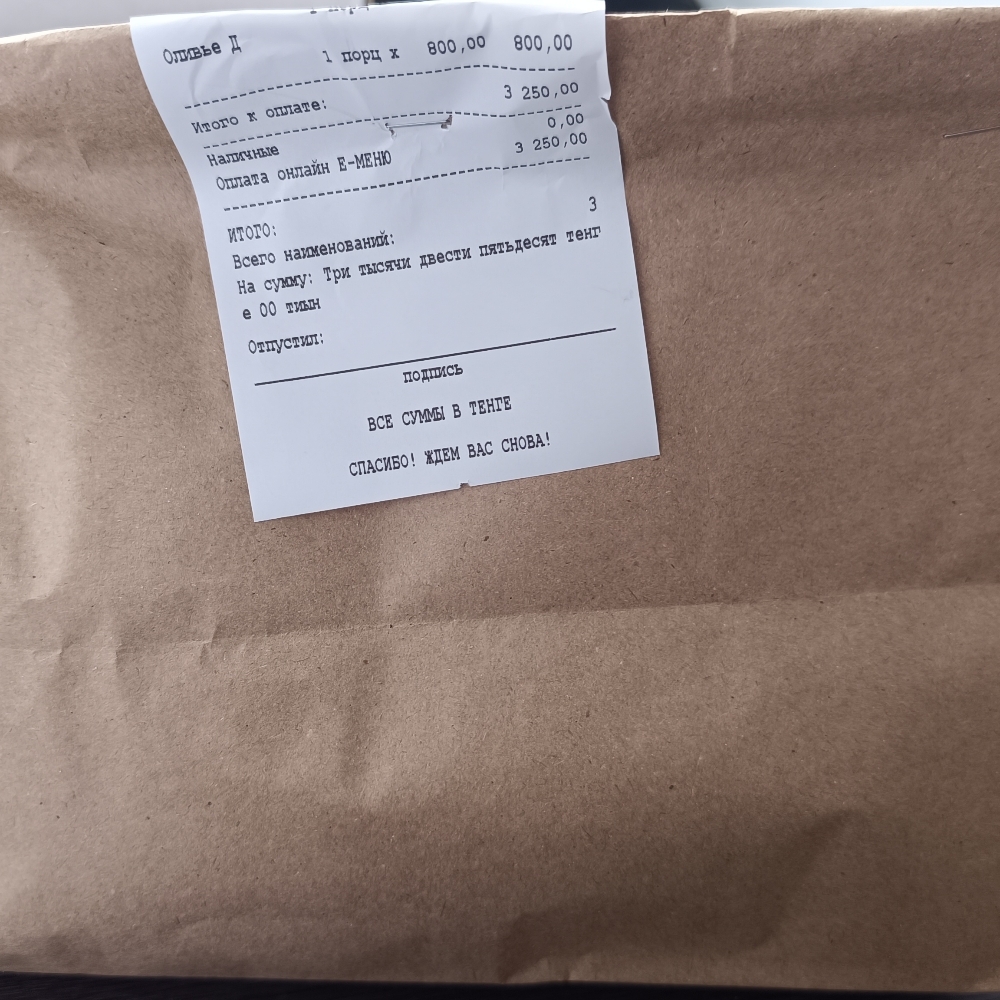 Оливье Д 1 порц x 800,00 800,00
Итого к оплате: 3 250,00
Наличные 0,00
Оплата онлайн Е-МЕНЮ 3 250,00
ИТОГО:
Всего наименований: 3
На сумму: Три тысячи двести пятьдесят тенг
е 00 тиын
Отпустил:
подпись
ВСЕ СУММЫ В ТЕНГЕ
СПАСИБО! ЖДЕМ ВАС СНОВА!